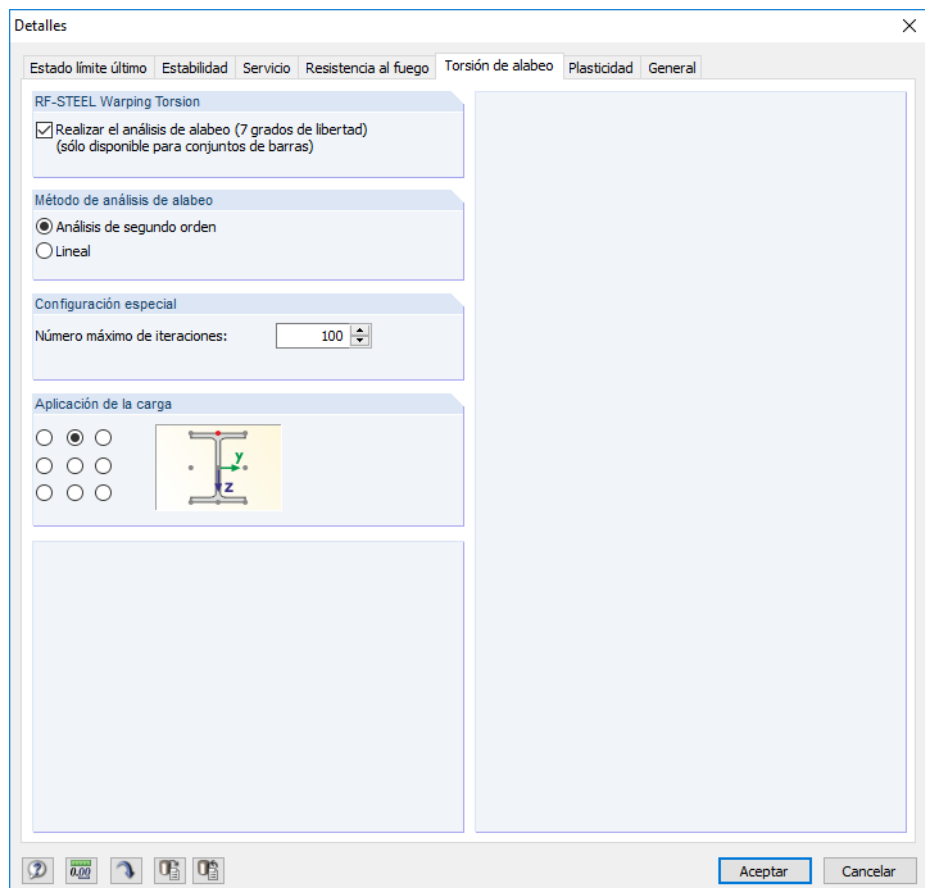 Detalles
Estado límite último Estabilidad Servicio Resistencia al fuego Torsión de alabeo Plasticidad General
RF-STEEL Warping Torsion
Realizar el análisis de alabeo (7 grados de libertad)
(sólo disponible para conjuntos de barras)
Método de análisis de alabeo
Análisis de segundo orden
Lineal
Configuración especial
Número máximo de iteraciones: 100
Aplicación de la carga
y
z
0.00
Aceptar Cancelar